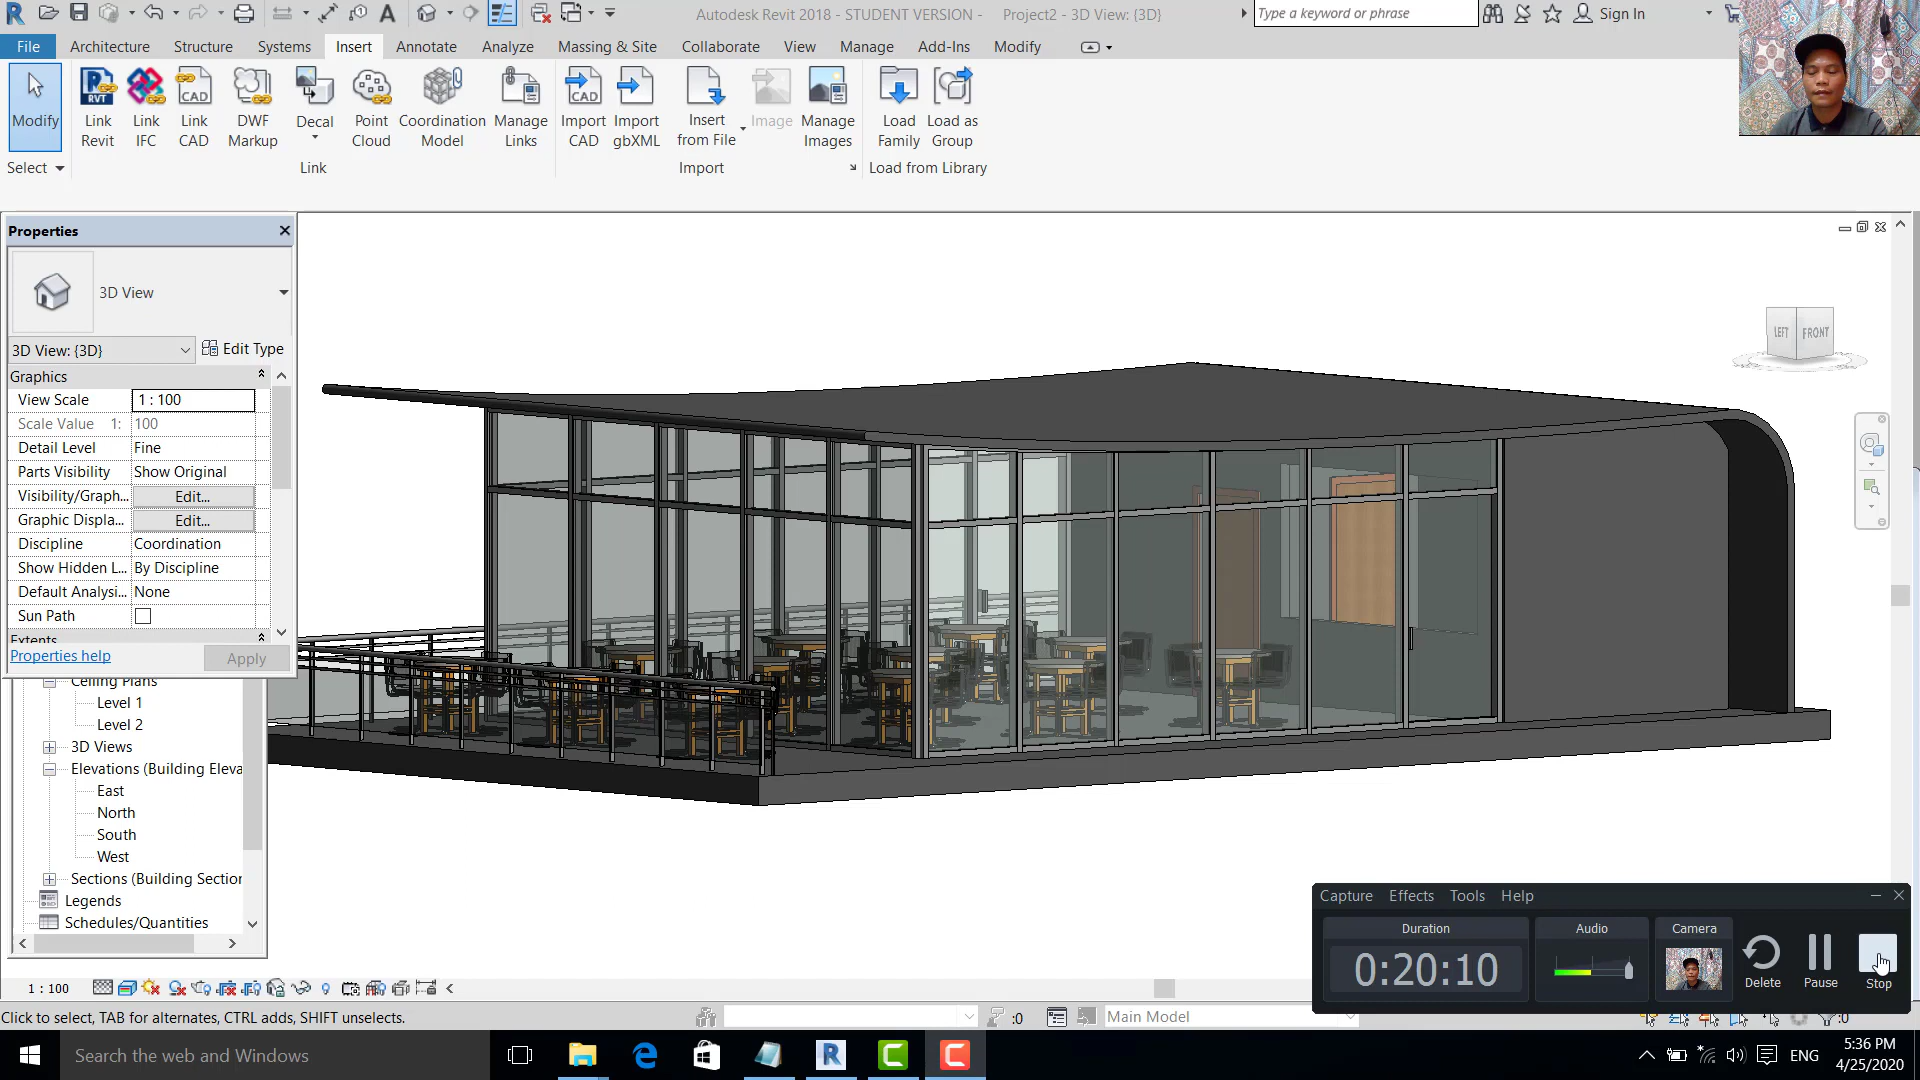 Autodesk Revit 2018 - STUDENT VERSION - Project2 - 3D View: {3D}
Type a keyword or phrase
Sign In
File Architecture Structure Systems Insert Annotate Analyze Massing & Site Collaborate View Manage Add-Ins Modify
Modify
Link Revit
Link IFC
Link CAD
DWF Markup
Decal
Point Cloud
Coordination Model
Manage Links
Import CAD
Import gbXML
Insert from File
Image
Manage Images
Load Family
Load as Group
Select Link Import Load from Library
Properties
3D View
3D View: {3D} Edit Type
Graphics
View Scale 1 : 100
Scale Value 1: 100
Detail Level Fine
Parts Visibility Show Original
Visibility/Graph... Edit...
Graphic Displa... Edit...
Discipline Coordination
Show Hidden L... By Discipline
Default Analysi... None
Sun Path
Extents
Properties help Apply
Ceiling Plans
Level 1
Level 2
3D Views
Elevations (Building Eleva
East
North
South
West
Sections (Building Section
Legends
Schedules/Quantities
LEFT FRONT
Capture Effects Tools Help
Duration Audio Camera
0:20:10
Delete Pause Stop
1 : 100
Click to select, TAB for alternates, CTRL adds, SHIFT unselects.
:0
Main Model
:0
Search the web and Windows
ENG
5:36 PM
4/25/2020